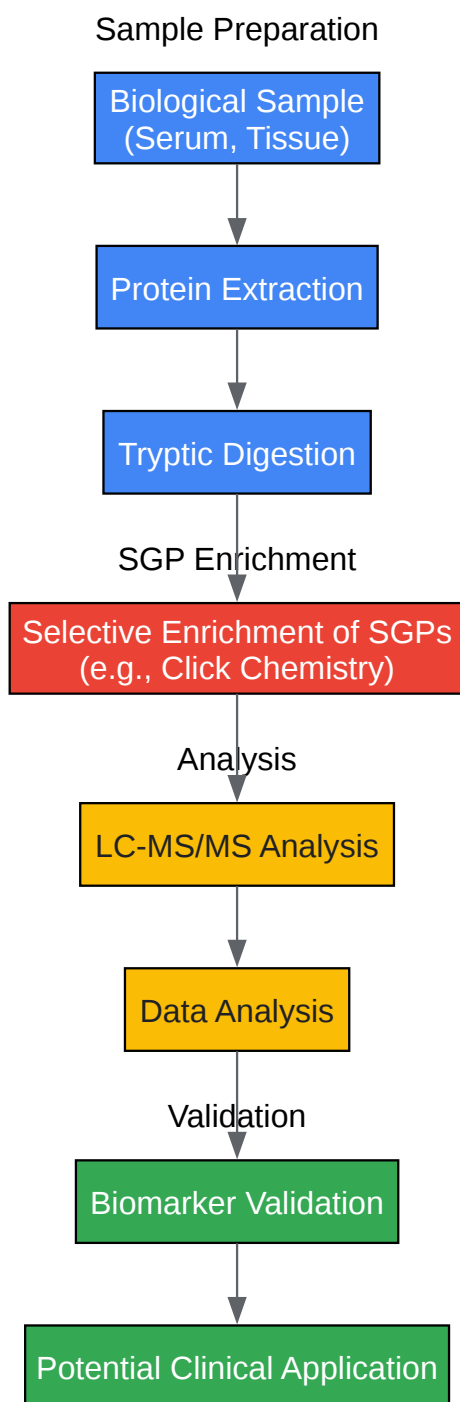 Sample Preparation
Biological Sample
(Serum, Tissue)
Protein Extraction
Tryptic Digestion
SGP Enrichment
Selective Enrichment of SGPs
(e.g., Click Chemistry)
Analysis
LC-MS/MS Analysis
Data Analysis
Validation
Biomarker Validation
Potential Clinical Application